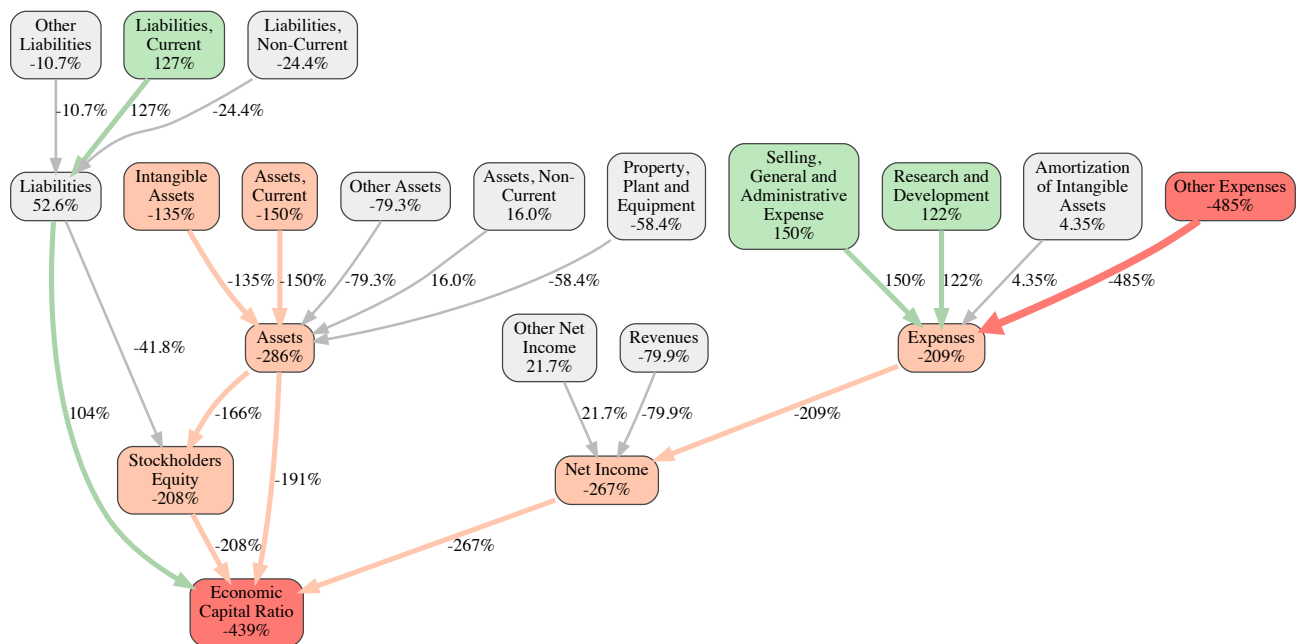 Other
Liabilities
-10.7%
Liabilities,
Current
127%
Liabilities,
Non-Current
-24.4%
-10.7%
127%
-24.4%
Liabilities
52.6%
Intangible
Assets
-135%
Assets,
Current
-150%
Other Assets
-79.3%
Assets, Non-
Current
16.0%
Property,
Plant and
Equipment
-58.4%
Selling,
General and
Administrative
Expense
150%
Research and
Development
122%
Amortization
of Intangible
Assets
4.35%
Other Expenses
-485%
-135%
-150%
-79.3%
16.0%
-58.4%
150%
122%
4.35%
-485%
-41.8%
Assets
-286%
Other Net
Income
21.7%
Revenues
-79.9%
Expenses
-209%
104%
-166%
21.7%
-79.9%
-209%
Stockholders
Equity
-208%
-191%
Net Income
-267%
-208%
-267%
Economic
Capital Ratio
-439%